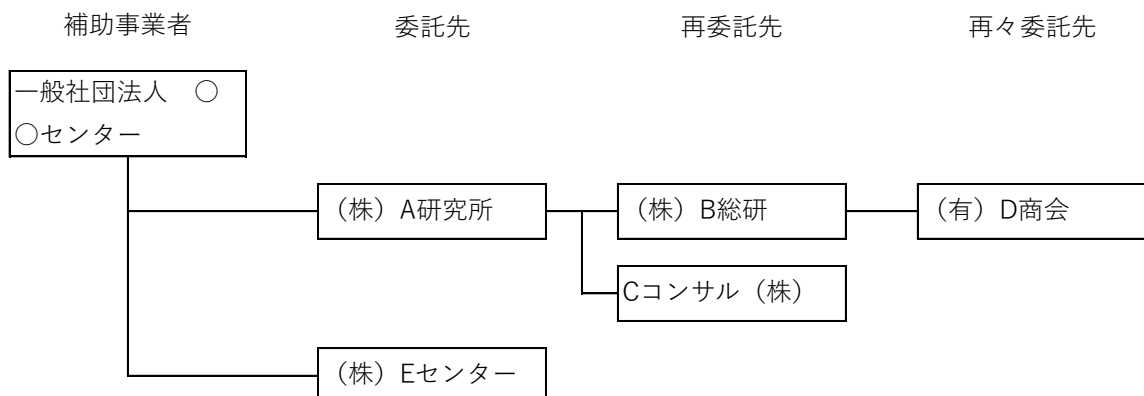 補助事業者
委託先
再委託先
再々委託先
一般社団法人　○
○センター
（株）A研究所
（株）B総研
（有）D商会
Cコンサル（株）
（株）Eセンター